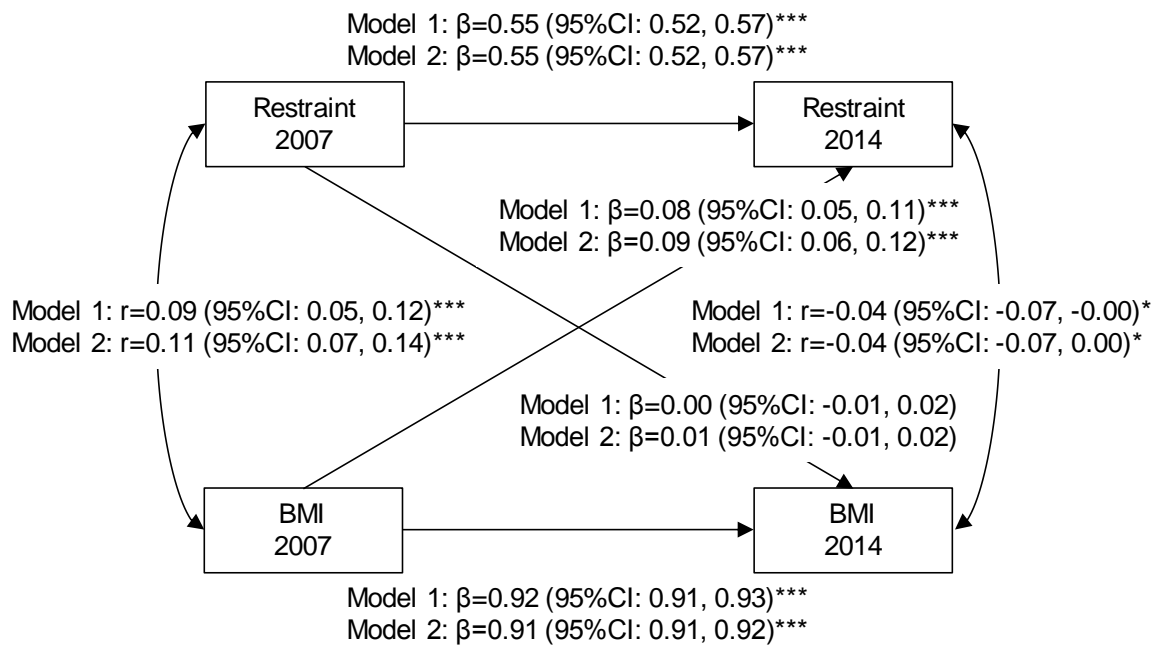 Model 1: β=0.55 (95%CI: 0.52, 0.57)***
Model 2: β=0.55 (95%CI: 0.52, 0.57)***
Restraint
2007
Restraint
2014
Model 1: β=0.08 (95%CI: 0.05, 0.11)***
Model 2: β=0.09 (95%CI: 0.06, 0.12)***
Model 1: r=0.09 (95%CI: 0.05, 0.12)***
Model 2: r=0.11 (95%CI: 0.07, 0.14)***
Model 1: r=-0.04 (95%CI: -0.07, -0.00)*
Model 2: r=-0.04 (95%CI: -0.07, 0.00)*
Model 1: β=0.00 (95%CI: -0.01, 0.02)
Model 2: β=0.01 (95%CI: -0.01, 0.02)
BMI
2007
BMI
2014
Model 1: β=0.92 (95%CI: 0.91, 0.93)***
Model 2: β=0.91 (95%CI: 0.91, 0.92)***